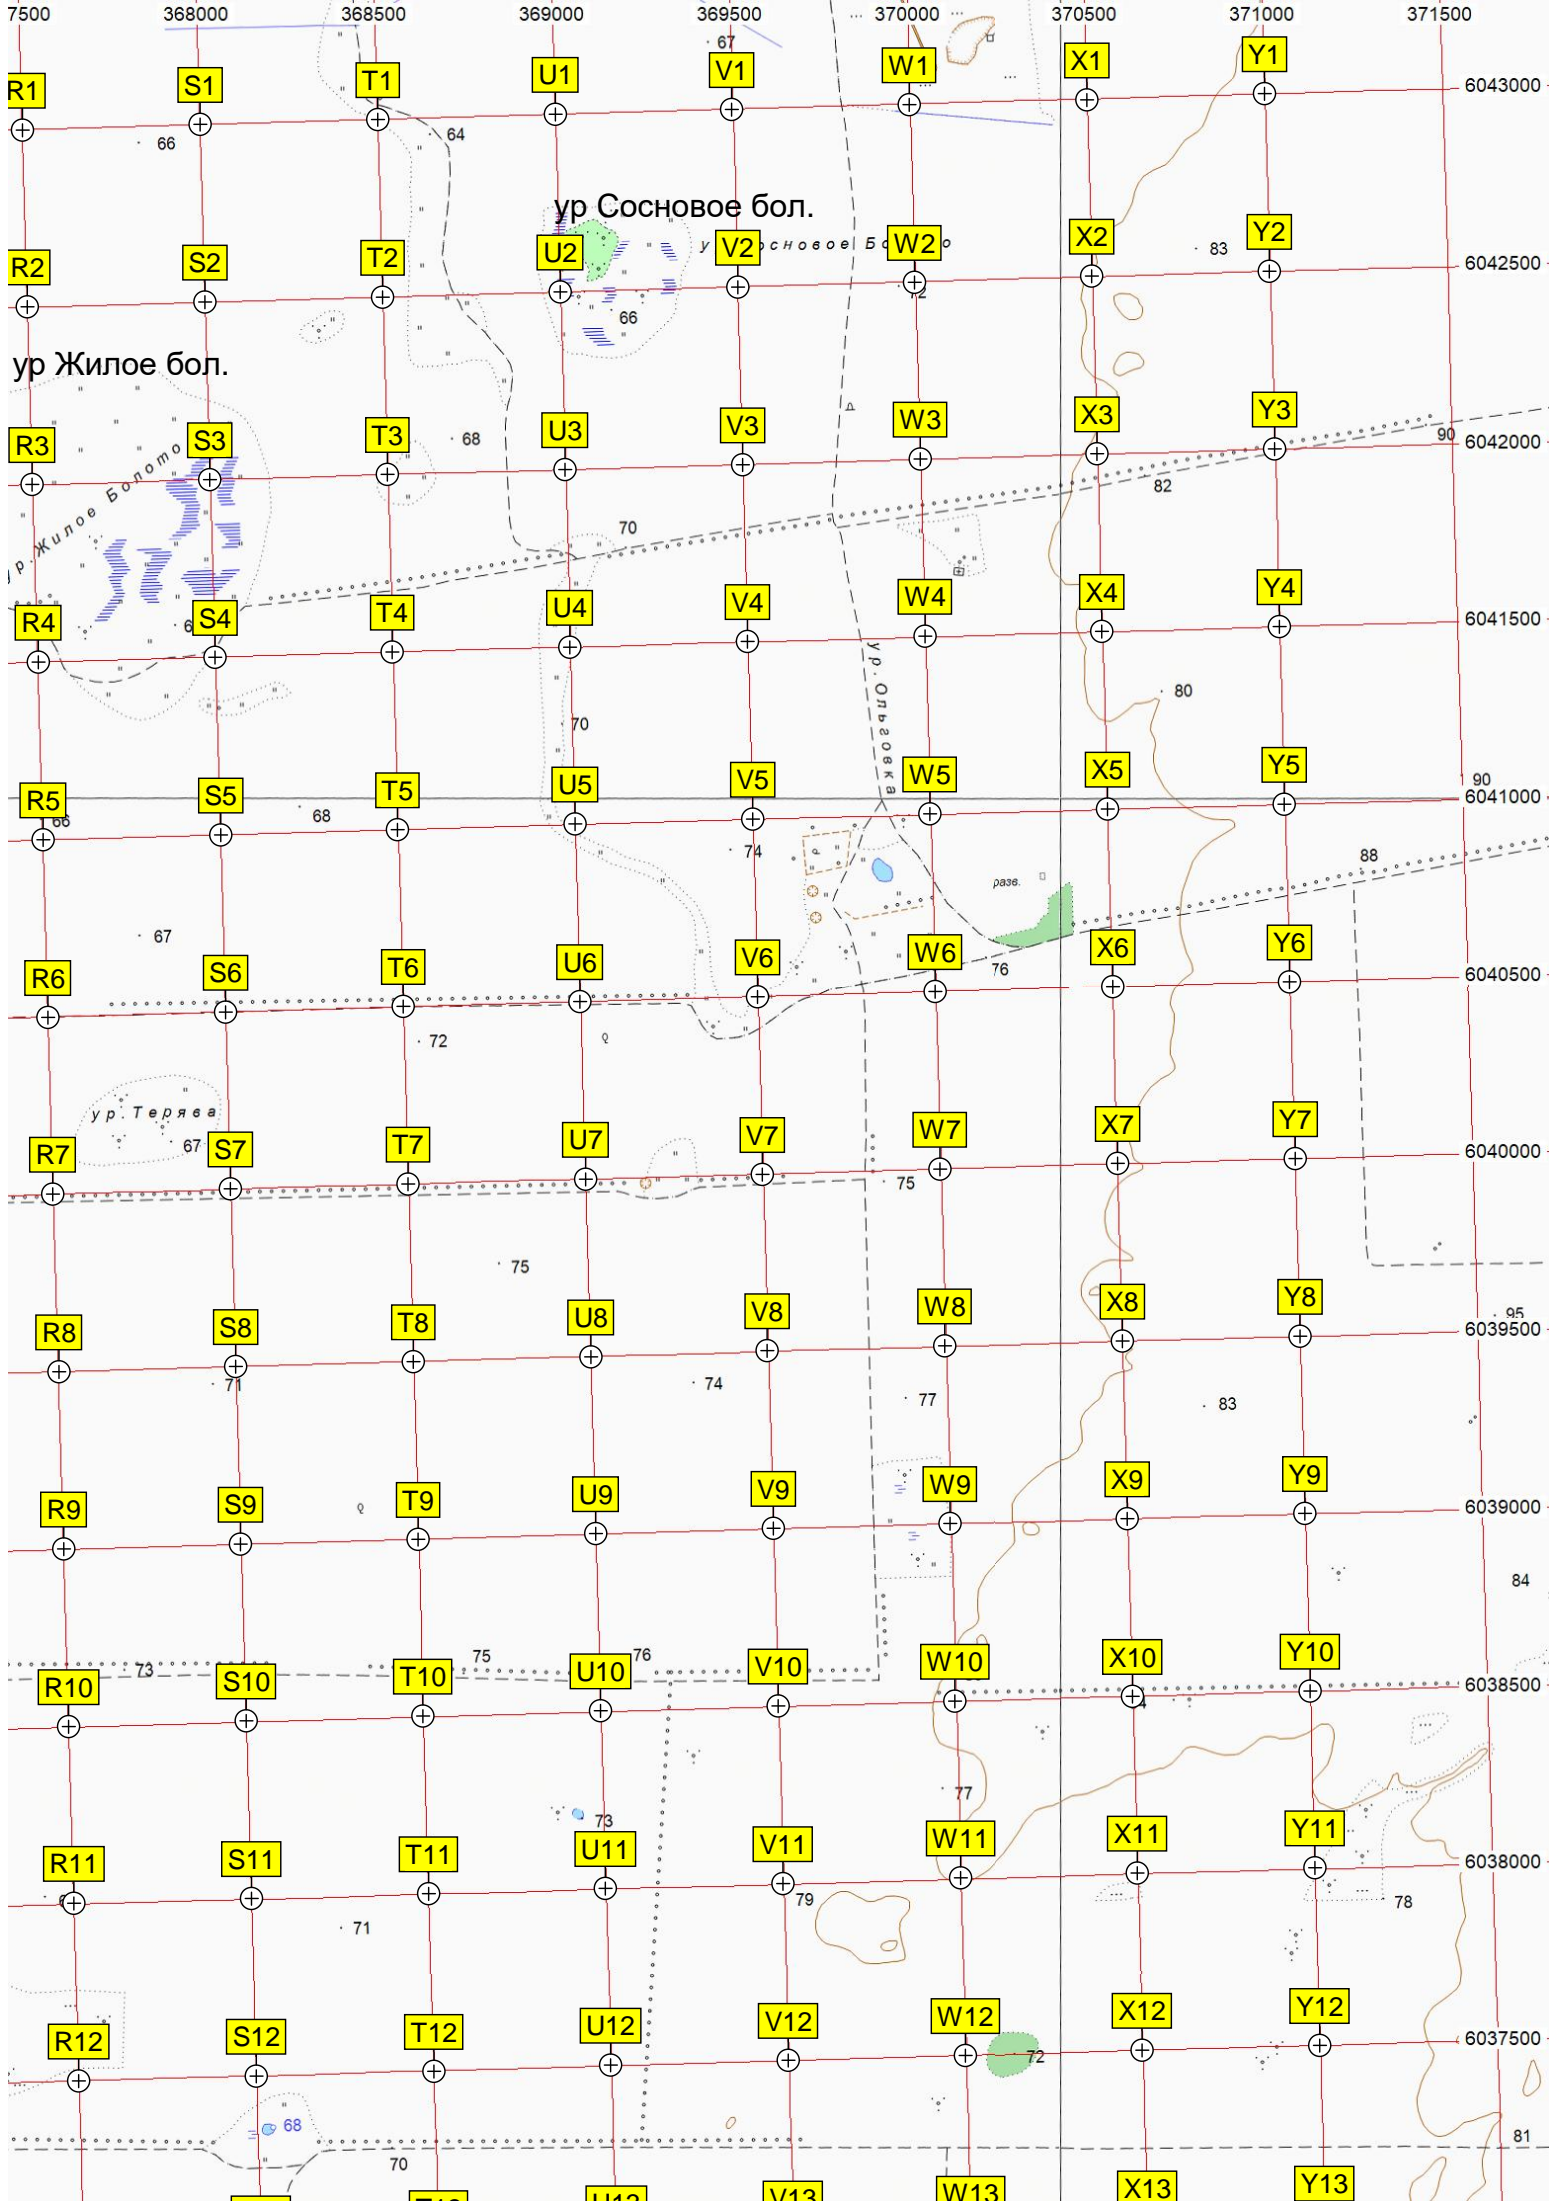 7500 368000 368500 369000 369500 370000 370500 371000 371500
67
R1 S1 T1 U1 V1 W1 X1 Y1 6043000
66 64
ур Сосновое бол.
R2 S2 T2 U2 V2 W2 X2 Y2 6042500
83
66
ур Жилое бол.
R3 S3 T3 U3 V3 W3 X3 Y3 6042000
68 90
82
ур. Жилое Болото
70
R4 S4 T4 U4 V4 W4 X4 Y4 6041500
ур. Ольговка
80
70
R5 S5 T5 U5 V5 W5 X5 Y5 6041000
90
66 68
74 88
разв.
67
R6 S6 T6 U6 V6 W6 X6 Y6 6040500
76
72
ур. Терява
67
R7 S7 T7 U7 V7 W7 X7 Y7 6040000
75
75
R8 S8 T8 U8 V8 W8 X8 Y8 6039500
95
71 74 77 83
R9 S9 T9 U9 V9 W9 X9 Y9 6039000
84
73 75 76
R10 S10 T10 U10 V10 W10 X10 Y10 6038500
77
73
R11 S11 T11 U11 V11 W11 X11 Y11 6038000
79 78
71
R12 S12 T12 U12 V12 W12 X12 Y12 6037500
72
68
81
70
U13 V13 W13 X13 Y13